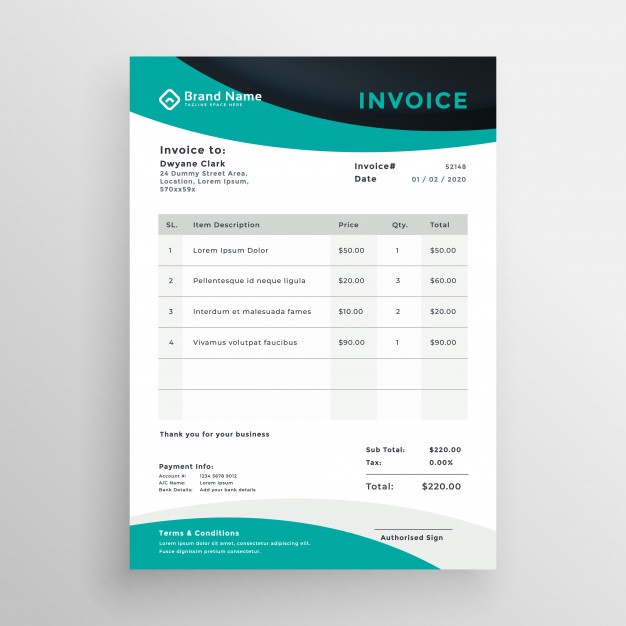 Brand Name
TAGLINE SPACE HERE
INVOICE
Invoice to:
Dwyane Clark
24 Dummy Street Area,
Location, Lorem Ipsum,
570xx59x
Invoice# 52148
Date 01 / 02 / 2020
SL. Item Description Price Qty. Total
1 Lorem Ipsum Dolor $50.00 1 $50.00
2 Pellentesque id neque ligula $20.00 3 $60.00
3 Interdum et malesuada fames $10.00 2 $20.00
4 Vivamus volutpat faucibus $90.00 1 $90.00
Thank you for your business
Sub Total: $220.00
Tax: 0.00%
Total: $220.00
Payment Info:
Account #: 1234 5678 9012
A/C Name: Lorem Ipsum
Bank Details: Add your bank details
Terms & Conditions
Lorem ipsum dolor sit amet, consectetur adipiscing elit.
Fusce dignissim pretium consectetur.
Authorised Sign